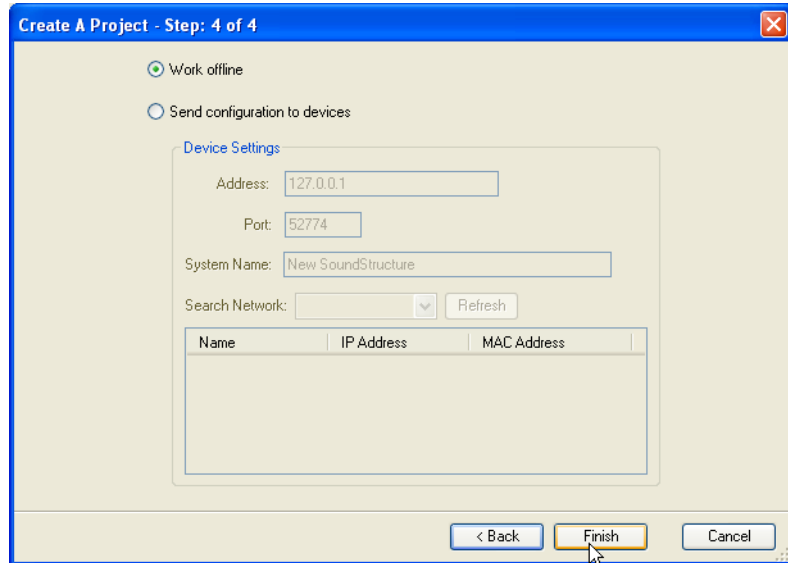 Create A Project - Step: 4 of 4
Work offline
Send configuration to devices
Device Settings
Address: 127.0.0.1
Port: 52774
System Name: New SoundStructure
Search Network: Refresh
Name IP Address MAC Address
< Back Finish Cancel